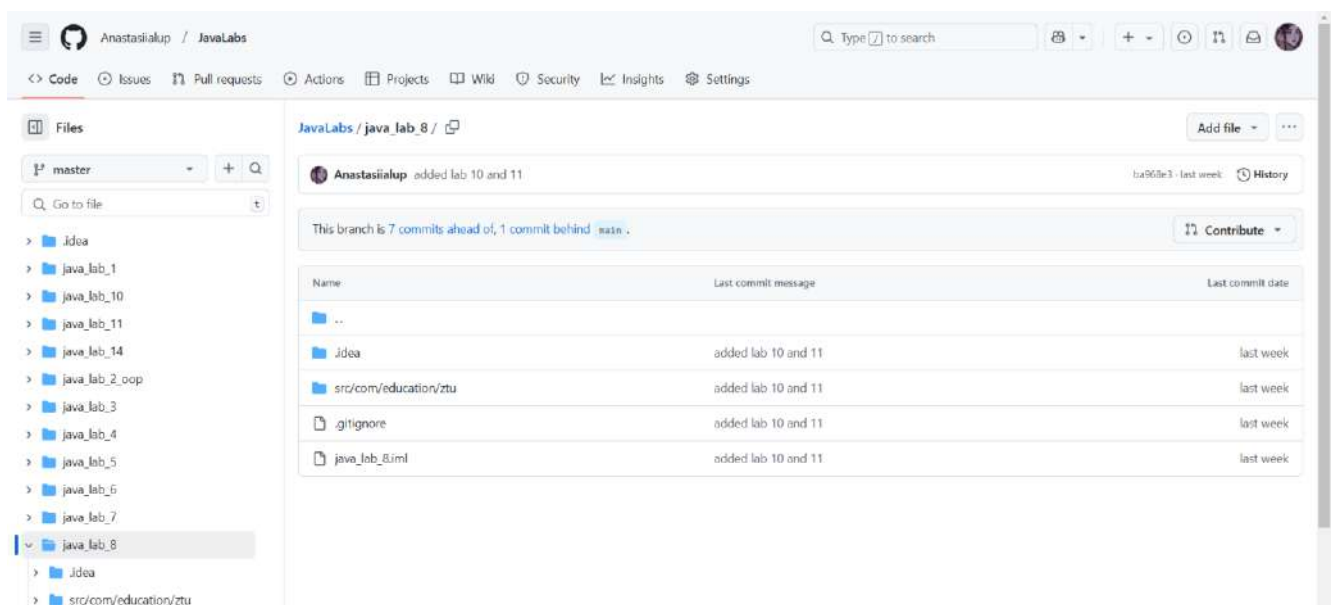 Anastasiialup / JavaLabs
Type / to search
Code Issues Pull requests Actions Projects Wiki Security Insights Settings
Files
master
Go to file t
.idea
java_lab_1
java_lab_10
java_lab_11
java_lab_14
java_lab_2_oop
java_lab_3
java_lab_4
java_lab_5
java_lab_6
java_lab_7
java_lab_8
.idea
src/com/education/ztu
JavaLabs / java_lab_8 /
Add file
Anastasiialup added lab 10 and 11
ba968e3 · last week History
This branch is 7 commits ahead of, 1 commit behind main .
Contribute
Name Last commit message Last commit date
..
.idea added lab 10 and 11 last week
src/com/education/ztu added lab 10 and 11 last week
.gitignore added lab 10 and 11 last week
java_lab_8.iml added lab 10 and 11 last week